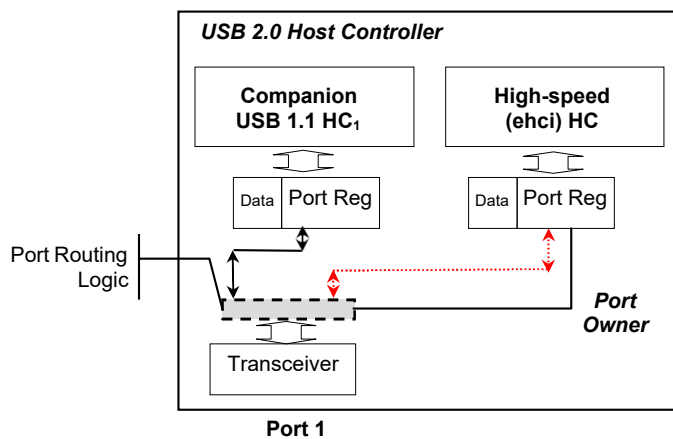 USB 2.0 Host Controller
Companion
USB 1.1 HC₁
High-speed
(ehci) HC
Data
Port Reg
Data
Port Reg
Port Routing
Logic
Port
Owner
Transceiver
Port 1